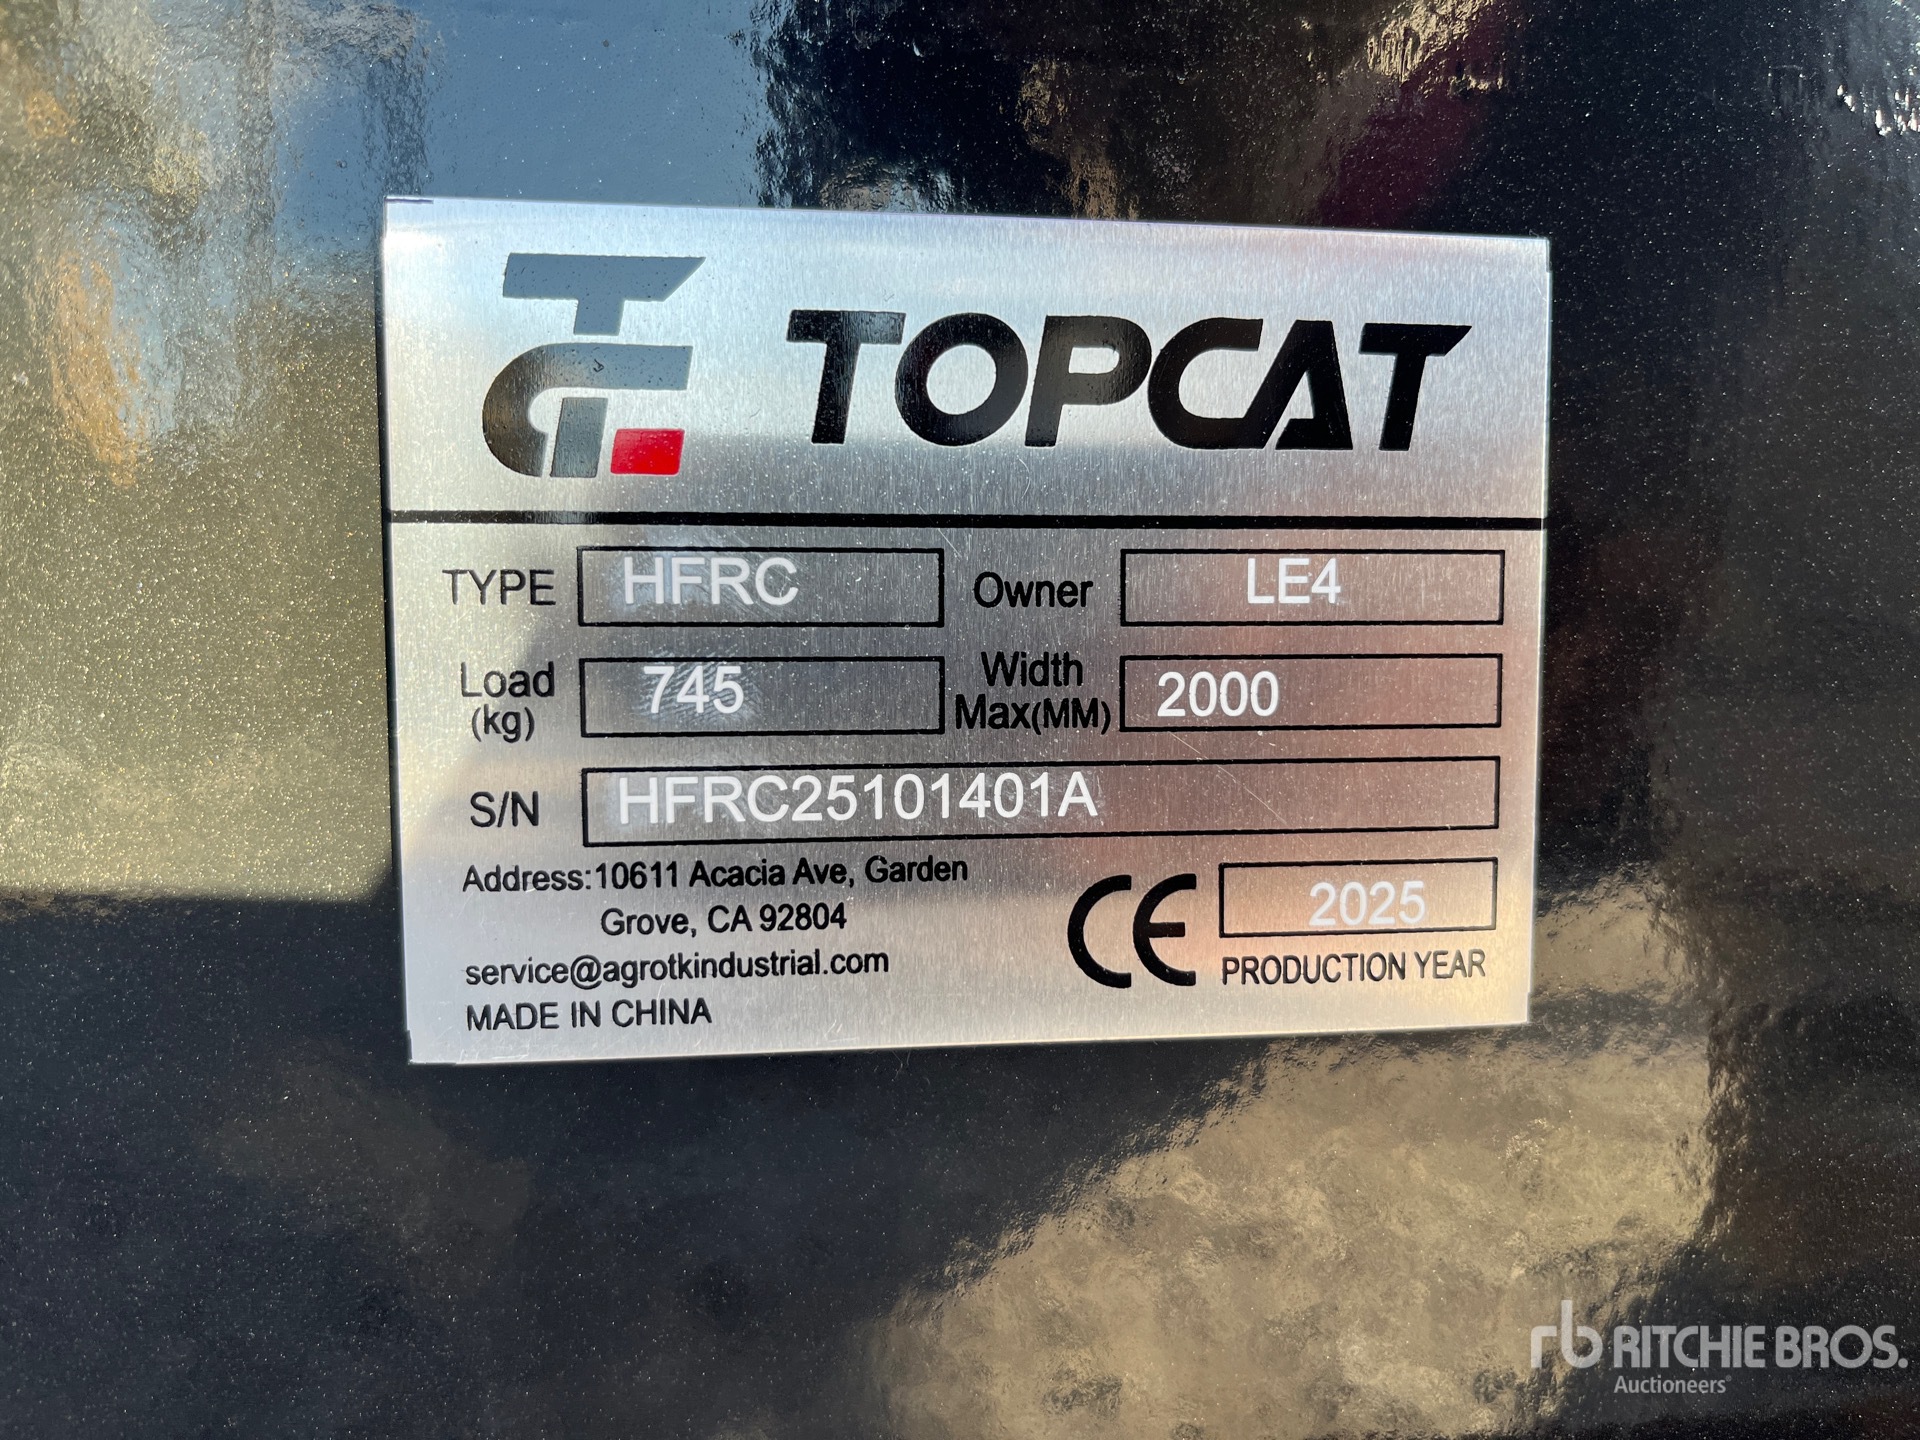 TOPCAT
TYPE HFRC Owner LE4
Load (kg) 745 Width Max(MM) 2000
S/N HFRC25101401A
Address:10611 Acacia Ave, Garden
Grove, CA 92804
service@agrotkindustrial.com
MADE IN CHINA
CE 2025
PRODUCTION YEAR
rb RITCHIE BROS.
Auctioneers